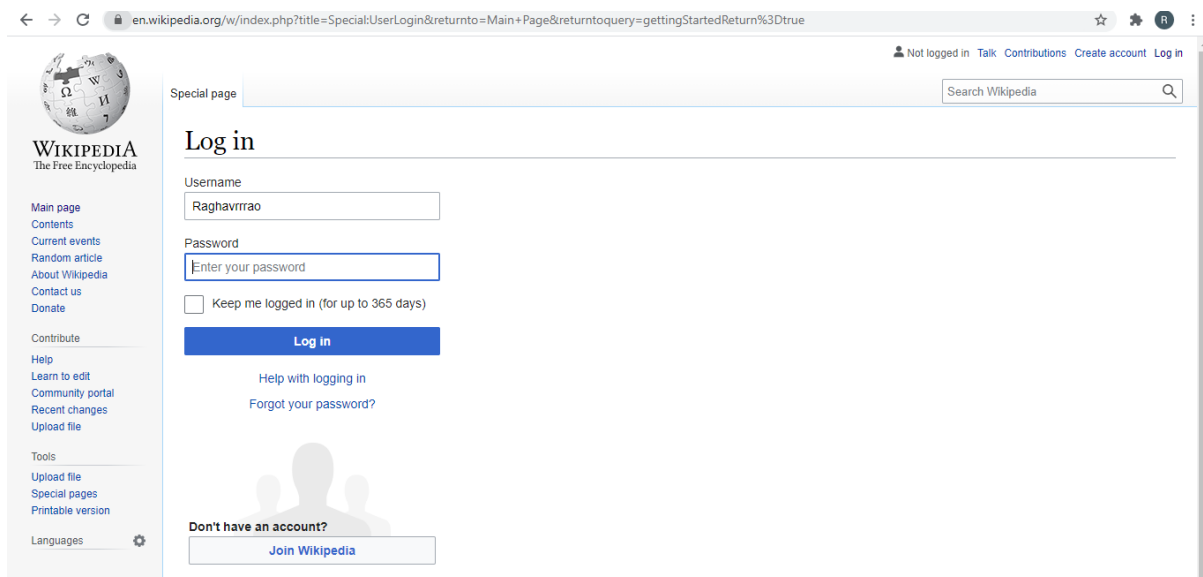 en.wikipedia.org/w/index.php?title=Special:UserLogin&returnto=Main+Page&returntoquery=gettingStartedReturn%3Dtrue
R
Not logged in Talk Contributions Create account Log in
Special page
Search Wikipedia
Ω W И 維 7
WIKIPEDIA
The Free Encyclopedia
Main page
Contents
Current events
Random article
About Wikipedia
Contact us
Donate
Contribute
Help
Learn to edit
Community portal
Recent changes
Upload file
Tools
Upload file
Special pages
Printable version
Languages
Log in
Username
Raghavrrrao
Password
Enter your password
Keep me logged in (for up to 365 days)
Log in
Help with logging in
Forgot your password?
Don't have an account?
Join Wikipedia